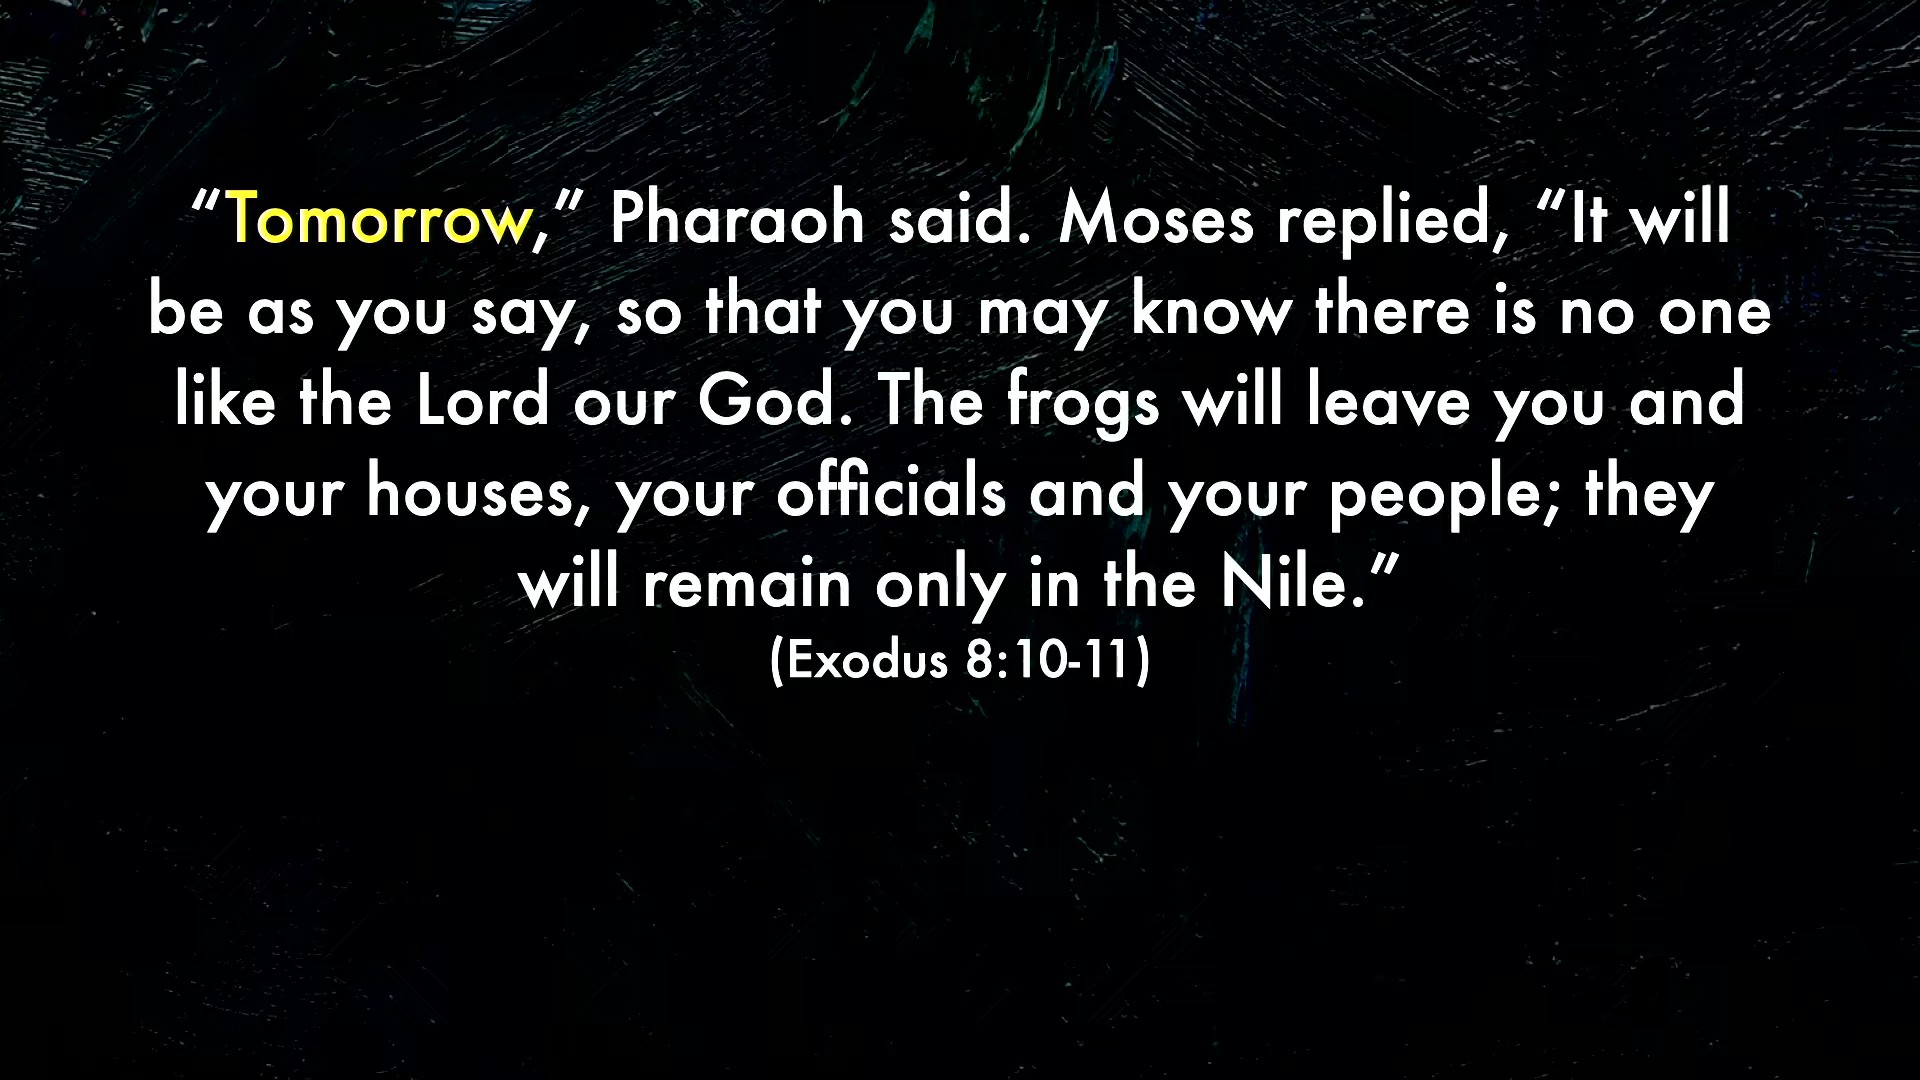 “Tomorrow,” Pharaoh said. Moses replied, “It will
be as you say, so that you may know there is no one
like the Lord our God. The frogs will leave you and
your houses, your officials and your people; they
will remain only in the Nile.”
(Exodus 8:10-11)